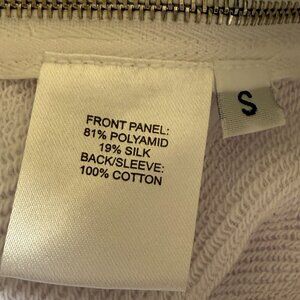 FRONT PANEL:
81% POLYAMID
19% SILK
BACK/SLEEVE:
100% COTTON
S